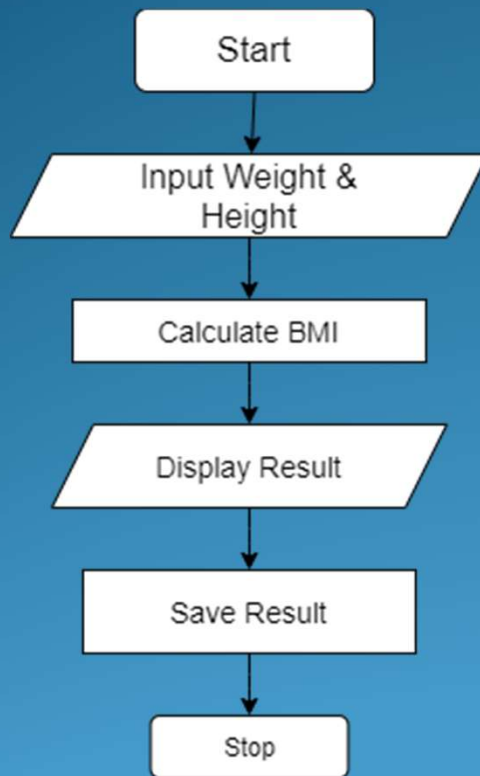 Start
Input Weight &
Height
Calculate BMI
Display Result
Save Result
Stop